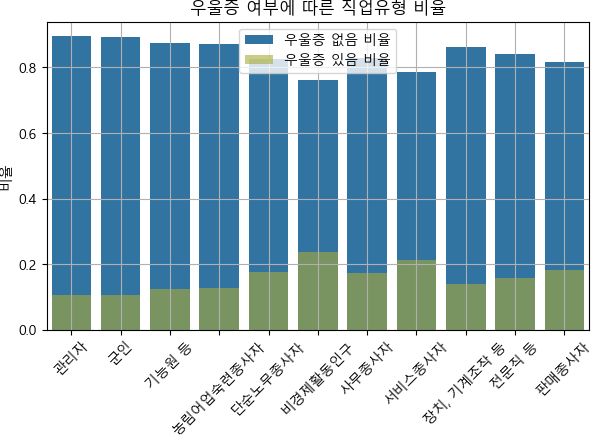 우울증 여부에 따른 직업유형 비율
우울증 없음 비율
우울증 있음 비율
비율
0.8
0.6
0.4
0.2
0.0
관리자
군인
기능원 등
농림어업숙련종사자
단순노무종사자
비경제활동인구
사무종사자
서비스종사자
장치, 기계조작 등
전문직 등
판매종사자